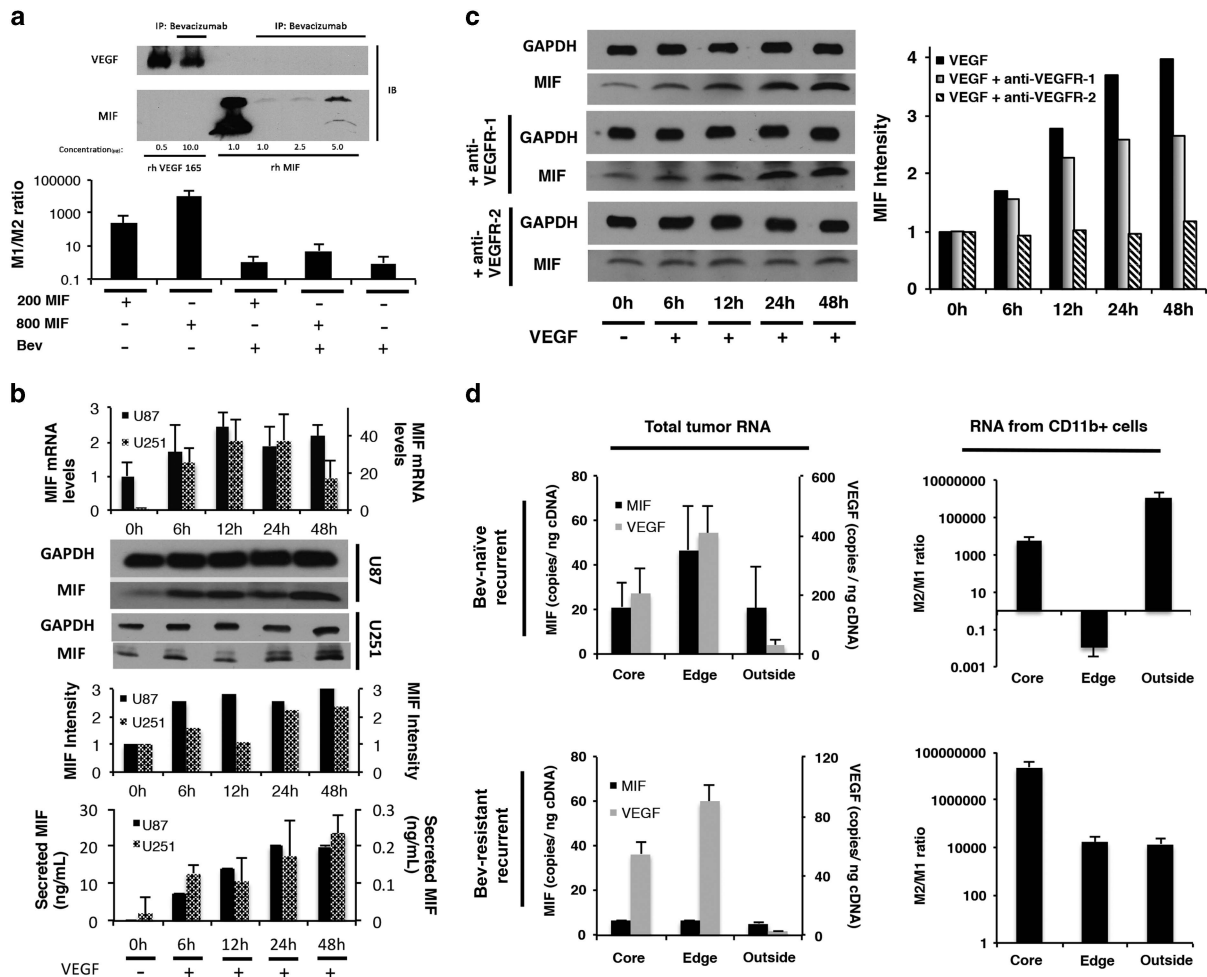 a
IP: Bevacizumab
IP: Bevacizumab
VEGF
MIF
IB
0.5 10.0 1.0 1.0 2.5 5.0
rh VEGF 165 rh MIF
M1/M2 ratio
100000
1000
10
0.1
200 MIF + – + – –
800 MIF – + – + –
Bev – – + + +
b
MIF mRNA levels
3
2
1
0
U87
U251
40
20
0
MIF mRNA levels
0h 6h 12h 24h 48h
GAPDH
MIF
U87
GAPDH
MIF
U251
MIF Intensity
3
2
1
0
U87
U251
3
2
1
0
MIF Intensity
0h 6h 12h 24h 48h
Secreted MIF (ng/mL)
30
20
10
0
U87
U251
0.3
0.2
0.1
0
Secreted MIF (ng/mL)
0h 6h 12h 24h 48h
VEGF – + + + +
c
GAPDH
MIF
+ anti-VEGFR-1
GAPDH
MIF
+ anti-VEGFR-2
GAPDH
MIF
0h 6h 12h 24h 48h
VEGF - + + + +
MIF Intensity
4
3
2
1
0
VEGF
VEGF + anti-VEGFR-1
VEGF + anti-VEGFR-2
0h 6h 12h 24h 48h
d
Total tumor RNA
RNA from CD11b+ cells
Bev-naïve recurrent
MIF (copies/ ng cDNA)
80
60
40
20
0
MIF
VEGF
600
400
200
0
VEGF (copies / ng cDNA)
Core Edge Outside
M2/M1 ratio
10000000
100000
1000
10
0.1
0.001
Core Edge Outside
Bev-resistant recurrent
MIF (copies/ ng cDNA)
80
60
40
20
0
MIF
VEGF
120
80
40
0
VEGF (copies/ ng cDNA)
Core Edge Outside
M2/M1 ratio
100000000
1000000
10000
100
1
Core Edge Outside